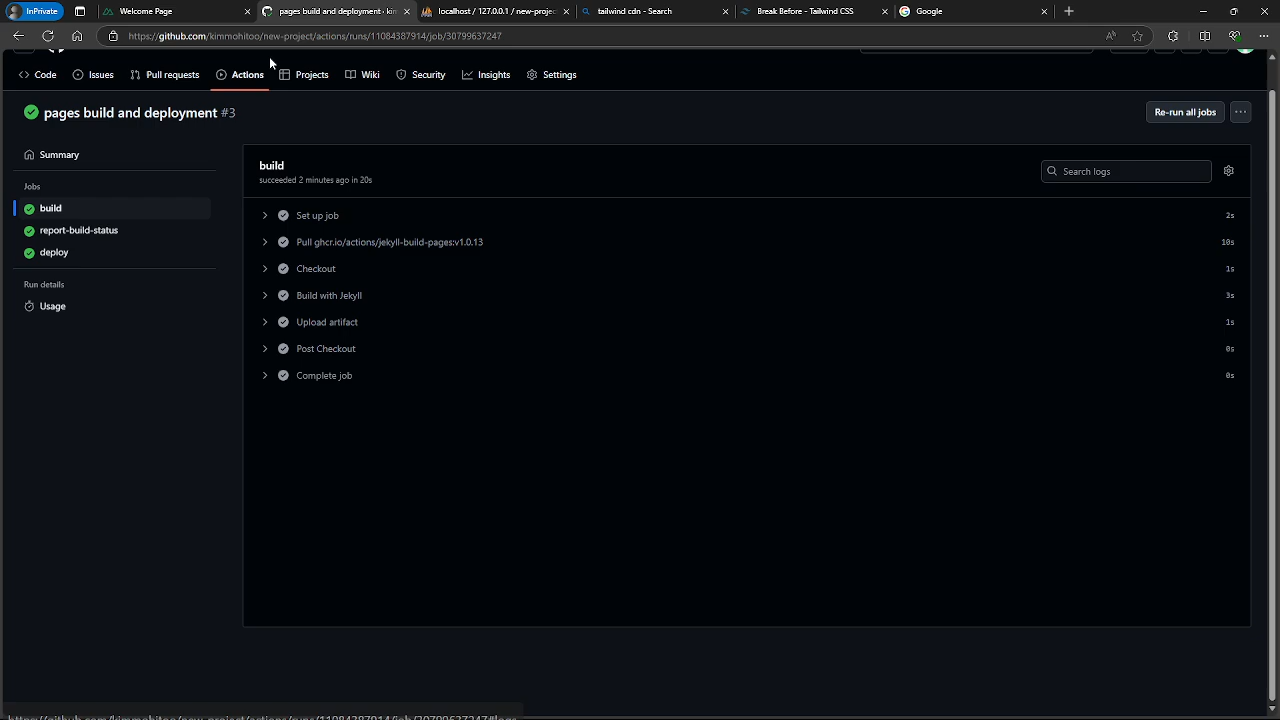 InPrivate
Welcome Page
pages build and deployment · kim
localhost / 127.0.0.1 / new-projec
tailwind cdn - Search
Break Before - Tailwind CSS
Google
https://github.com/kimmohitoo/new-project/actions/runs/11084387914/job/30799637247
Code
Issues
Pull requests
Actions
Projects
Wiki
Security
Insights
Settings
pages build and deployment #3
Re-run all jobs
Summary
Jobs
build
report-build-status
deploy
Run details
Usage
build
succeeded 2 minutes ago in 20s
Search logs
Set up job 2s
Pull ghcr.io/actions/jekyll-build-pages:v1.0.13 10s
Checkout 1s
Build with Jekyll 3s
Upload artifact 1s
Post Checkout 0s
Complete job 0s